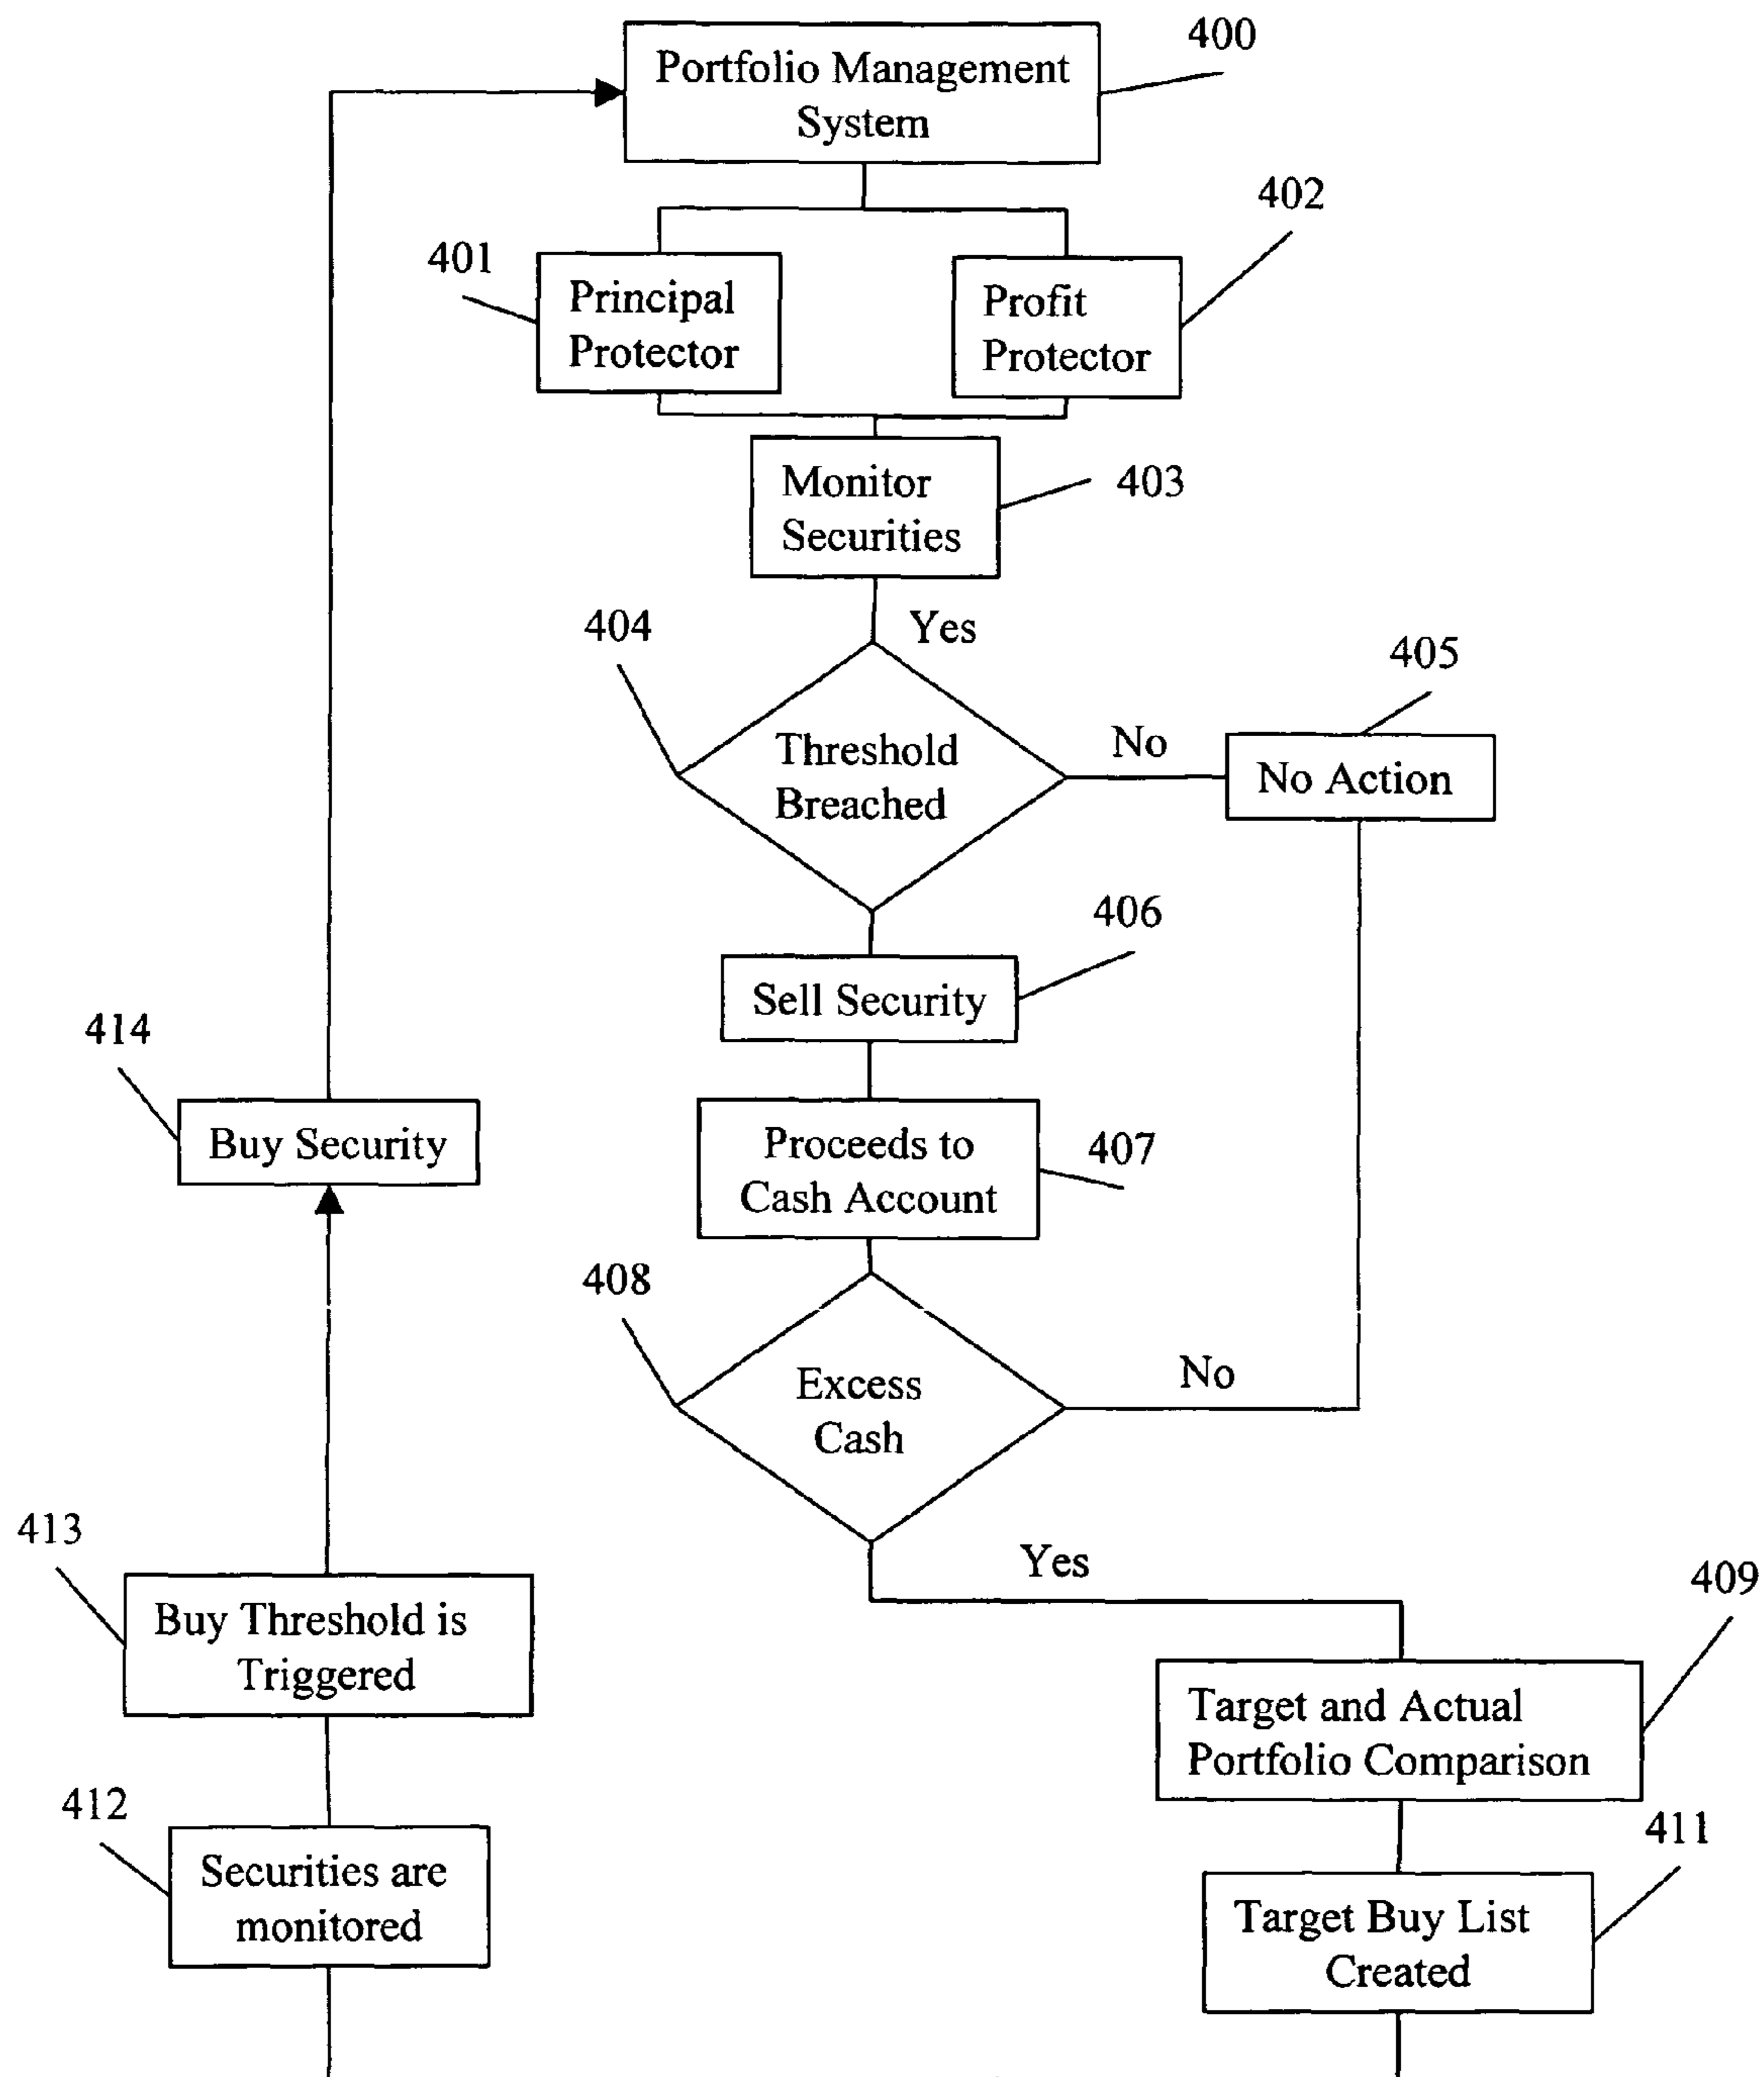 400
Portfolio Management
System
402
401
Principal
Protector
Profit
Protector
Monitor
Securities
403
404
Yes
405
Threshold
Breached
No
No Action
406
Sell Security
414
Buy Security
Proceeds to
Cash Account
407
408
Excess
Cash
No
413
Yes
409
Buy Threshold is
Triggered
Target and Actual
Portfolio Comparison
412
411
Securities are
monitored
Target Buy List
Created